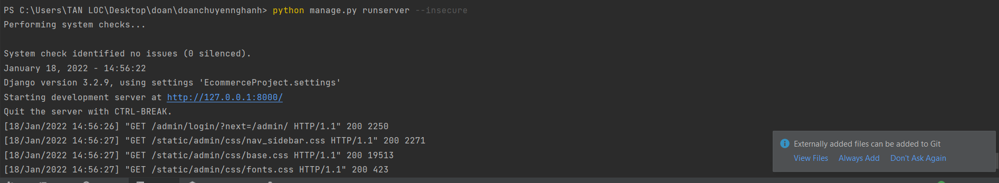 PS C:\Users\TAN LOC\Desktop\doan\doanchuyennghanh> python manage.py runserver --insecure
Performing system checks...
System check identified no issues (0 silenced).
January 18, 2022 - 14:56:22
Django version 3.2.9, using settings 'EcommerceProject.settings'
Starting development server at http://127.0.0.1:8000/
Quit the server with CTRL-BREAK.
[18/Jan/2022 14:56:26] "GET /admin/login/?next=/admin/ HTTP/1.1" 200 2250
[18/Jan/2022 14:56:27] "GET /static/admin/css/nav_sidebar.css HTTP/1.1" 200 2271
[18/Jan/2022 14:56:27] "GET /static/admin/css/base.css HTTP/1.1" 200 19513
[18/Jan/2022 14:56:27] "GET /static/admin/css/fonts.css HTTP/1.1" 200 423
Externally added files can be added to Git
View Files Always Add Don't Ask Again